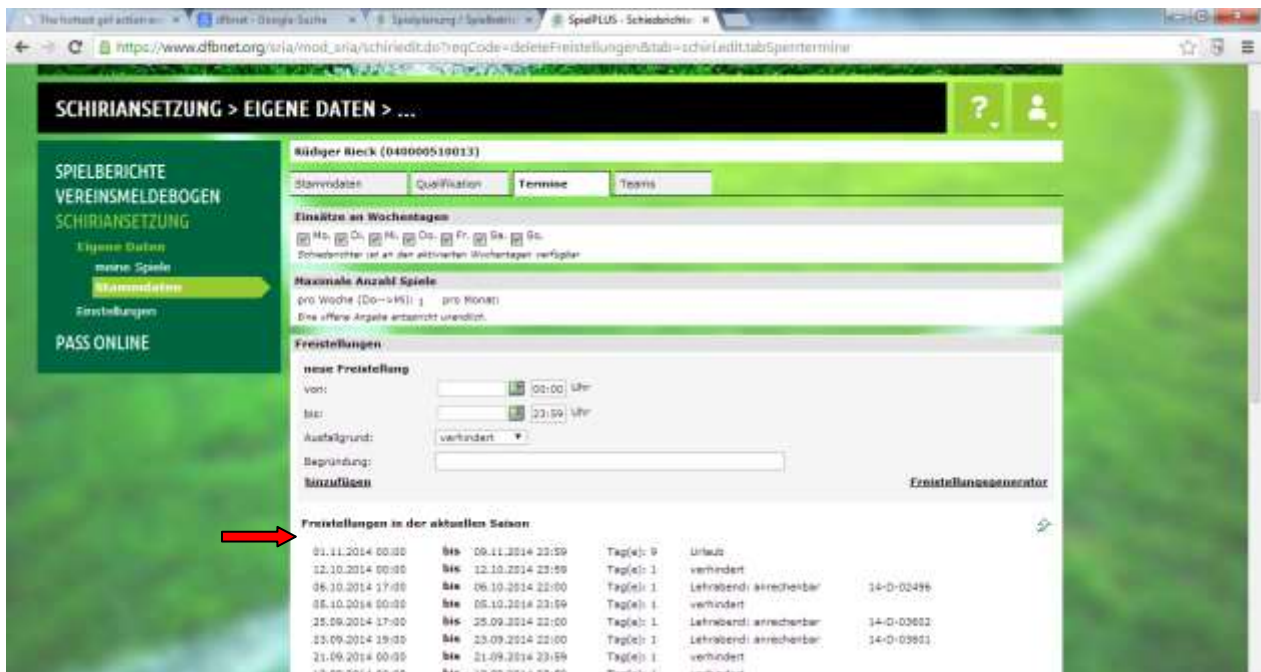 SpielPLUS - Schiedsrichter
https://www.dfbnet.org/sria/mod_sria/schiriedit.do?reqCode=deleteFreistellungen&tab=schiri.edit.tabSperrtermine
SCHIRIANSETZUNG > EIGENE DATEN > ...
?
SPIELBERICHTE
VEREINSMELDEBOGEN
SCHIRIANSETZUNG
Eigene Daten
meine Spiele
Stammdaten
Einstellungen
PASS ONLINE
Rüdiger Rieck (040000510013)
Stammdaten Qualifikation Termine Teams
Einsätze an Wochentagen
Mo. Di. Mi. Do. Fr. Sa. So.
Schiedsrichter ist an den aktivierten Wochentagen verfügbar
Maximale Anzahl Spiele
pro Woche (Do-->Mi): pro Monat:
Eine offene Angabe entspricht unendlich.
Freistellungen
neue Freistellung
von: 00:00 Uhr
bis: 23:59 Uhr
Ausfallgrund: verhindert
Begründung:
hinzufügen Freistellungsgenerator
Freistellungen in der aktuellen Saison
01.11.2014 00:00 bis 09.11.2014 23:59 Tag(e): 9 Urlaub
12.10.2014 00:00 bis 12.10.2014 23:59 Tag(e): 1 verhindert
06.10.2014 17:00 bis 06.10.2014 22:00 Tag(e): 1 Lehrabend: anrechenbar 14-D-02496
05.10.2014 00:00 bis 05.10.2014 23:59 Tag(e): 1 verhindert
25.09.2014 17:00 bis 25.09.2014 22:00 Tag(e): 1 Lehrabend: anrechenbar 14-D-03602
23.09.2014 19:00 bis 23.09.2014 22:00 Tag(e): 1 Lehrabend: anrechenbar 14-D-03601
21.09.2014 00:00 bis 21.09.2014 23:59 Tag(e): 1 verhindert